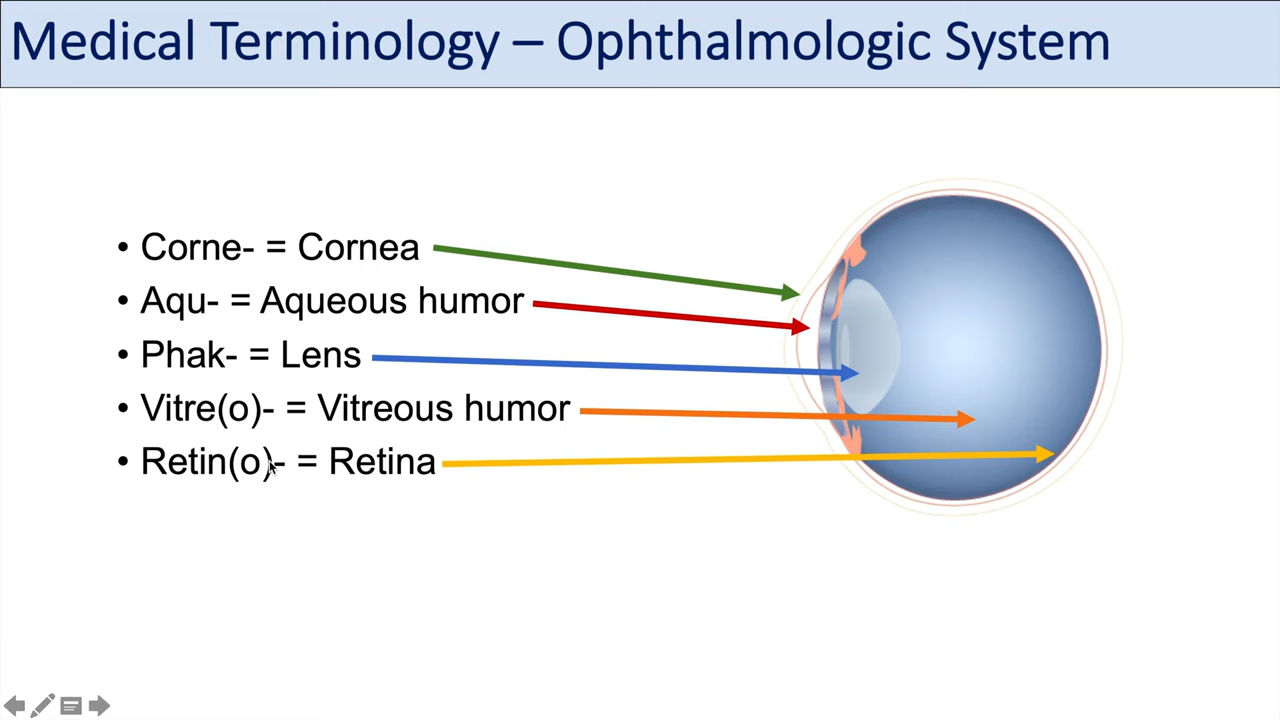 Medical Terminology – Ophthalmologic System
• Corne- = Cornea
• Aqu- = Aqueous humor
• Phak- = Lens
• Vitre(o)- = Vitreous humor
• Retin(o)- = Retina